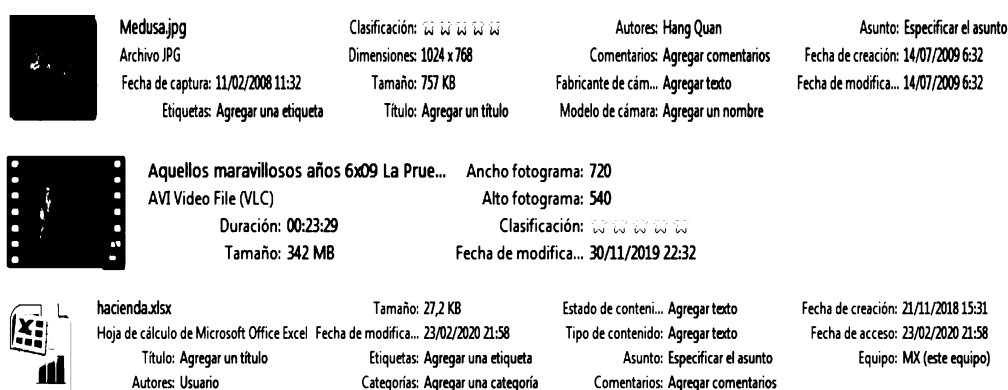 Medusa.jpg Clasificación: Autores: Hang Quan Asunto: Especificar el asunto
Archivo JPG Dimensiones: 1024 x 768 Comentarios: Agregar comentarios Fecha de creación: 14/07/2009 6:32
Fecha de captura: 11/02/2008 11:32 Tamaño: 757 KB Fabricante de cám... Agregar texto Fecha de modifica... 14/07/2009 6:32
Etiquetas: Agregar una etiqueta Título: Agregar un título Modelo de cámara: Agregar un nombre
Aquellos maravillosos años 6x09 La Prue... Ancho fotograma: 720
AVI Video File (VLC) Alto fotograma: 540
Duración: 00:23:29 Clasificación:
Tamaño: 342 MB Fecha de modifica... 30/11/2019 22:32
hacienda.xlsx Tamaño: 27,2 KB Estado de conteni... Agregar texto Fecha de creación: 21/11/2018 15:31
Hoja de cálculo de Microsoft Office Excel Fecha de modifica... 23/02/2020 21:58 Tipo de contenido: Agregar texto Fecha de acceso: 23/02/2020 21:58
Título: Agregar un título Etiquetas: Agregar una etiqueta Asunto: Especificar el asunto Equipo: MX (este equipo)
Autores: Usuario Categorías: Agregar una categoría Comentarios: Agregar comentarios